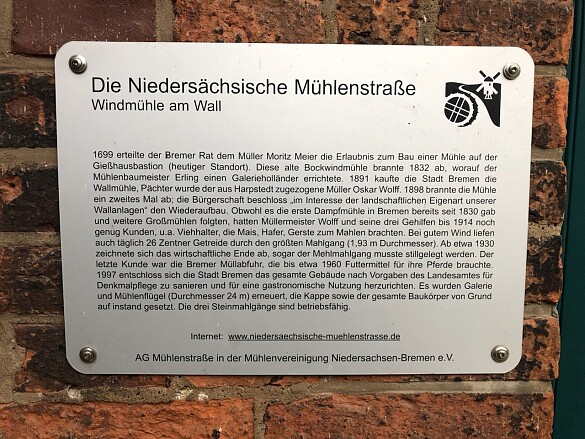 Die Niedersächsische Mühlenstraße
Windmühle am Wall
1699 erteilte der Bremer Rat dem Müller Moritz Meier die Erlaubnis zum Bau einer Mühle auf der
Gießhausbastion (heutiger Standort). Diese alte Bockwindmühle brannte 1832 ab, worauf der
Mühlenbaumeister Erling einen Galerieholländer errichtete. 1891 kaufte die Stadt Bremen die
Wallmühle, Pächter wurde der aus Harpstedt zugezogene Müller Oskar Wolff. 1898 brannte die Mühle
ein zweites Mal ab; die Bürgerschaft beschloss „im Interesse der landschaftlichen Eigenart unserer
Wallanlagen" den Wiederaufbau. Obwohl es die erste Dampfmühle in Bremen bereits seit 1830 gab
und weitere Großmühlen folgten, hatten Müllermeister Wolff und seine drei Gehilfen bis 1914 noch
genug Kunden, u.a. Viehhalter, die Mais, Hafer, Gerste zum Mahlen brachten. Bei gutem Wind liefen
auch täglich 26 Zentner Getreide durch den größten Mahlgang (1,93 m Durchmesser). Ab etwa 1930
zeichnete sich das wirtschaftliche Ende ab, sogar der Mehlmahlgang musste stillgelegt werden. Der
letzte Kunde war die Bremer Müllabfuhr, die bis etwa 1960 Futtermittel für ihre Pferde brauchte.
1997 entschloss sich die Stadt Bremen das gesamte Gebäude nach Vorgaben des Landesamtes für
Denkmalpflege zu sanieren und für eine gastronomische Nutzung herzurichten. Es wurden Galerie
und Mühlenflügel (Durchmesser 24 m) erneuert, die Kappe sowie der gesamte Baukörper von Grund
auf instand gesetzt. Die drei Steinmahlgänge sind betriebsfähig.
Internet: www.niedersaechsische-muehlenstrasse.de
AG Mühlenstraße in der Mühlenvereinigung Niedersachsen-Bremen e.V.